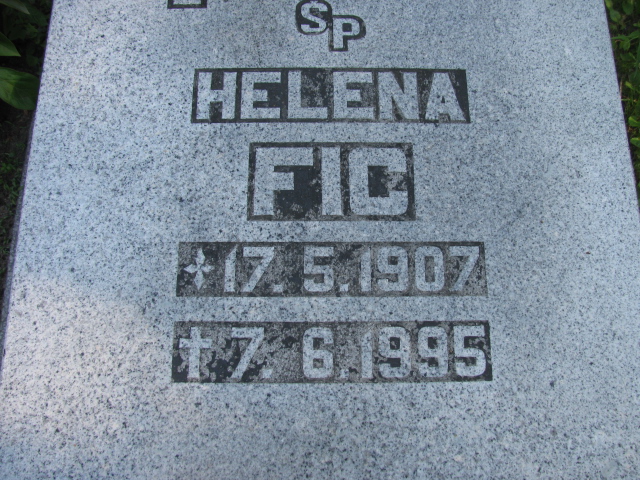 SP
HELENA
FIC
17. 5. 1907
† 7. 6. 1995